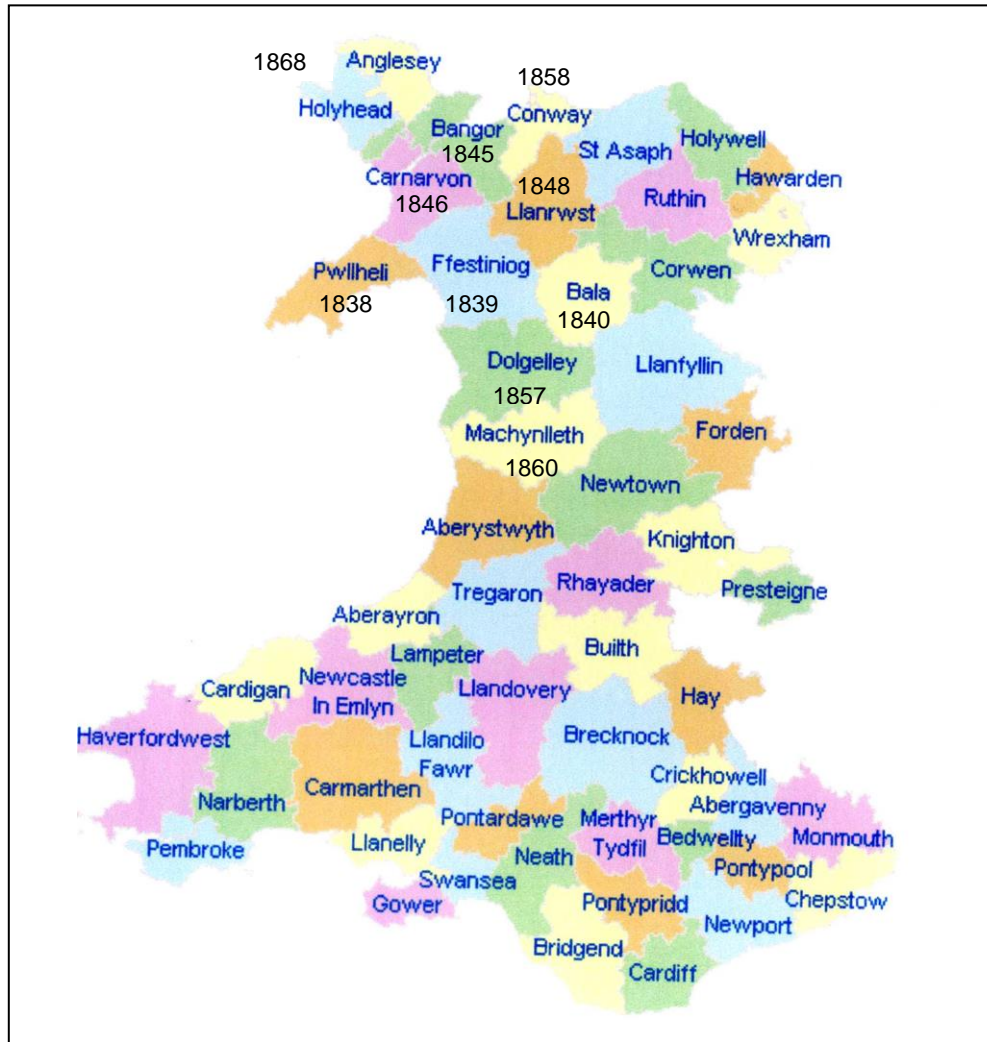 Anglesey
1868
1858
Holyhead
Conway
Bangor
1845
St Asaph
Holywell
Carnarvon
1846
1848
Llanrwst
Ruthin
Hawarden
Wrexham
Pwllheli
1838
Ffestiniog
1839
Bala
1840
Corwen
Dolgelley
1857
Llanfyllin
Machynlleth
1860
Forden
Newtown
Aberystwyth
Knighton
Tregaron
Rhayader
Presteigne
Aberayron
Builth
Lampeter
Newcastle
In Emlyn
Cardigan
Llandovery
Hay
Haverfordwest
Llandilo
Fawr
Brecknock
Crickhowell
Carmarthen
Narberth
Abergavenny
Pontardawe
Merthyr
Tydfil
Bedwellty
Monmouth
Pembroke
Llanelly
Neath
Pontypool
Swansea
Gower
Pontypridd
Chepstow
Newport
Bridgend
Cardiff